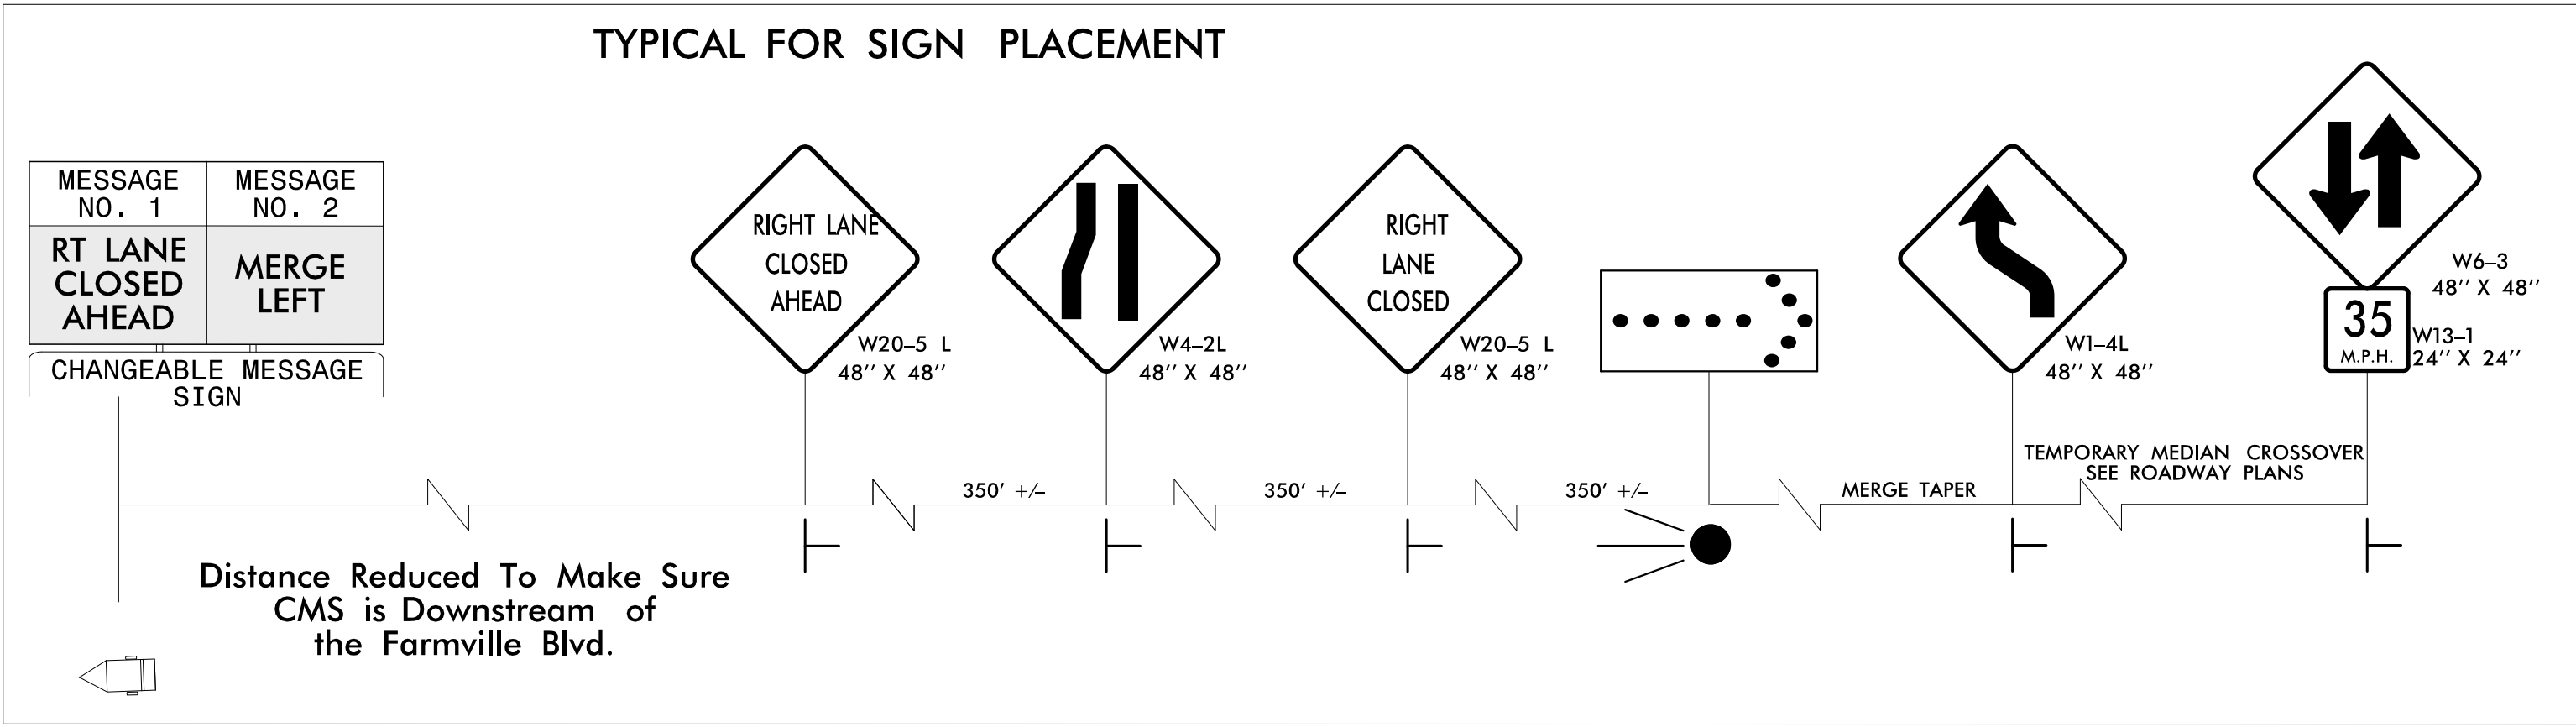 TYPICAL FOR SIGN PLACEMENT
MESSAGE
NO. 1
MESSAGE
NO. 2
RT LANE
CLOSED
AHEAD
MERGE
LEFT
CHANGEABLE MESSAGE
SIGN
RIGHT LANE
CLOSED
AHEAD
W20-5 L
48'' X 48''
W4-2L
48'' X 48''
RIGHT
LANE
CLOSED
W20-5 L
48'' X 48''
W1-4L
48'' X 48''
W6-3
48'' X 48''
35
M.P.H.
W13-1
24'' X 24''
350' +/-
350' +/-
350' +/-
MERGE TAPER
TEMPORARY MEDIAN CROSSOVER
SEE ROADWAY PLANS
Distance Reduced To Make Sure
CMS is Downstream of
the Farmville Blvd.